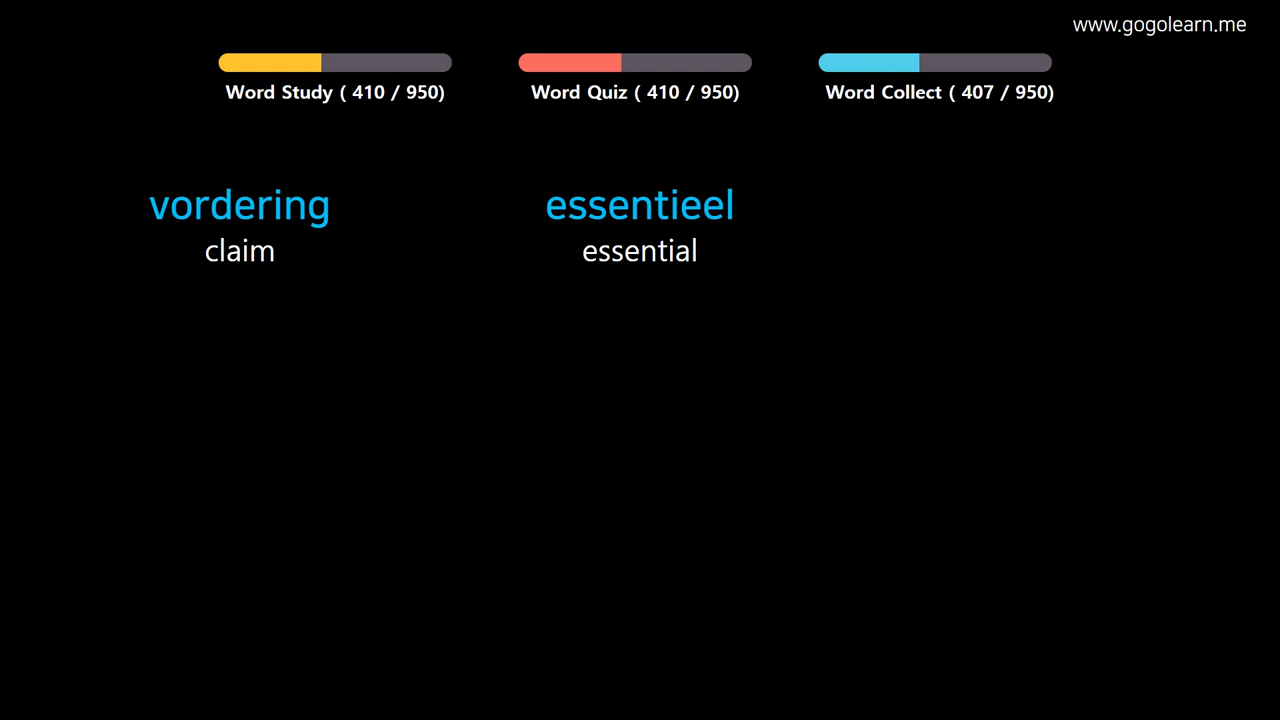 www.gogolearn.me
Word Study ( 410 / 950)
Word Quiz ( 410 / 950)
Word Collect ( 407 / 950)
vordering
claim
essentieel
essential